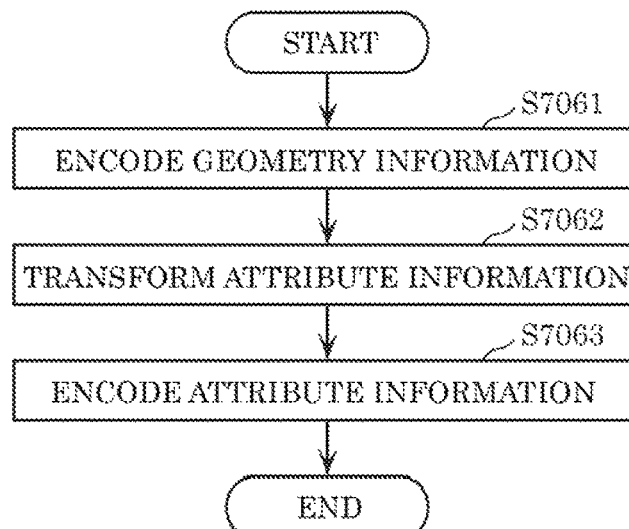 START
S7061
ENCODE GEOMETRY INFORMATION
S7062
TRANSFORM ATTRIBUTE INFORMATION
S7063
ENCODE ATTRIBUTE INFORMATION
END